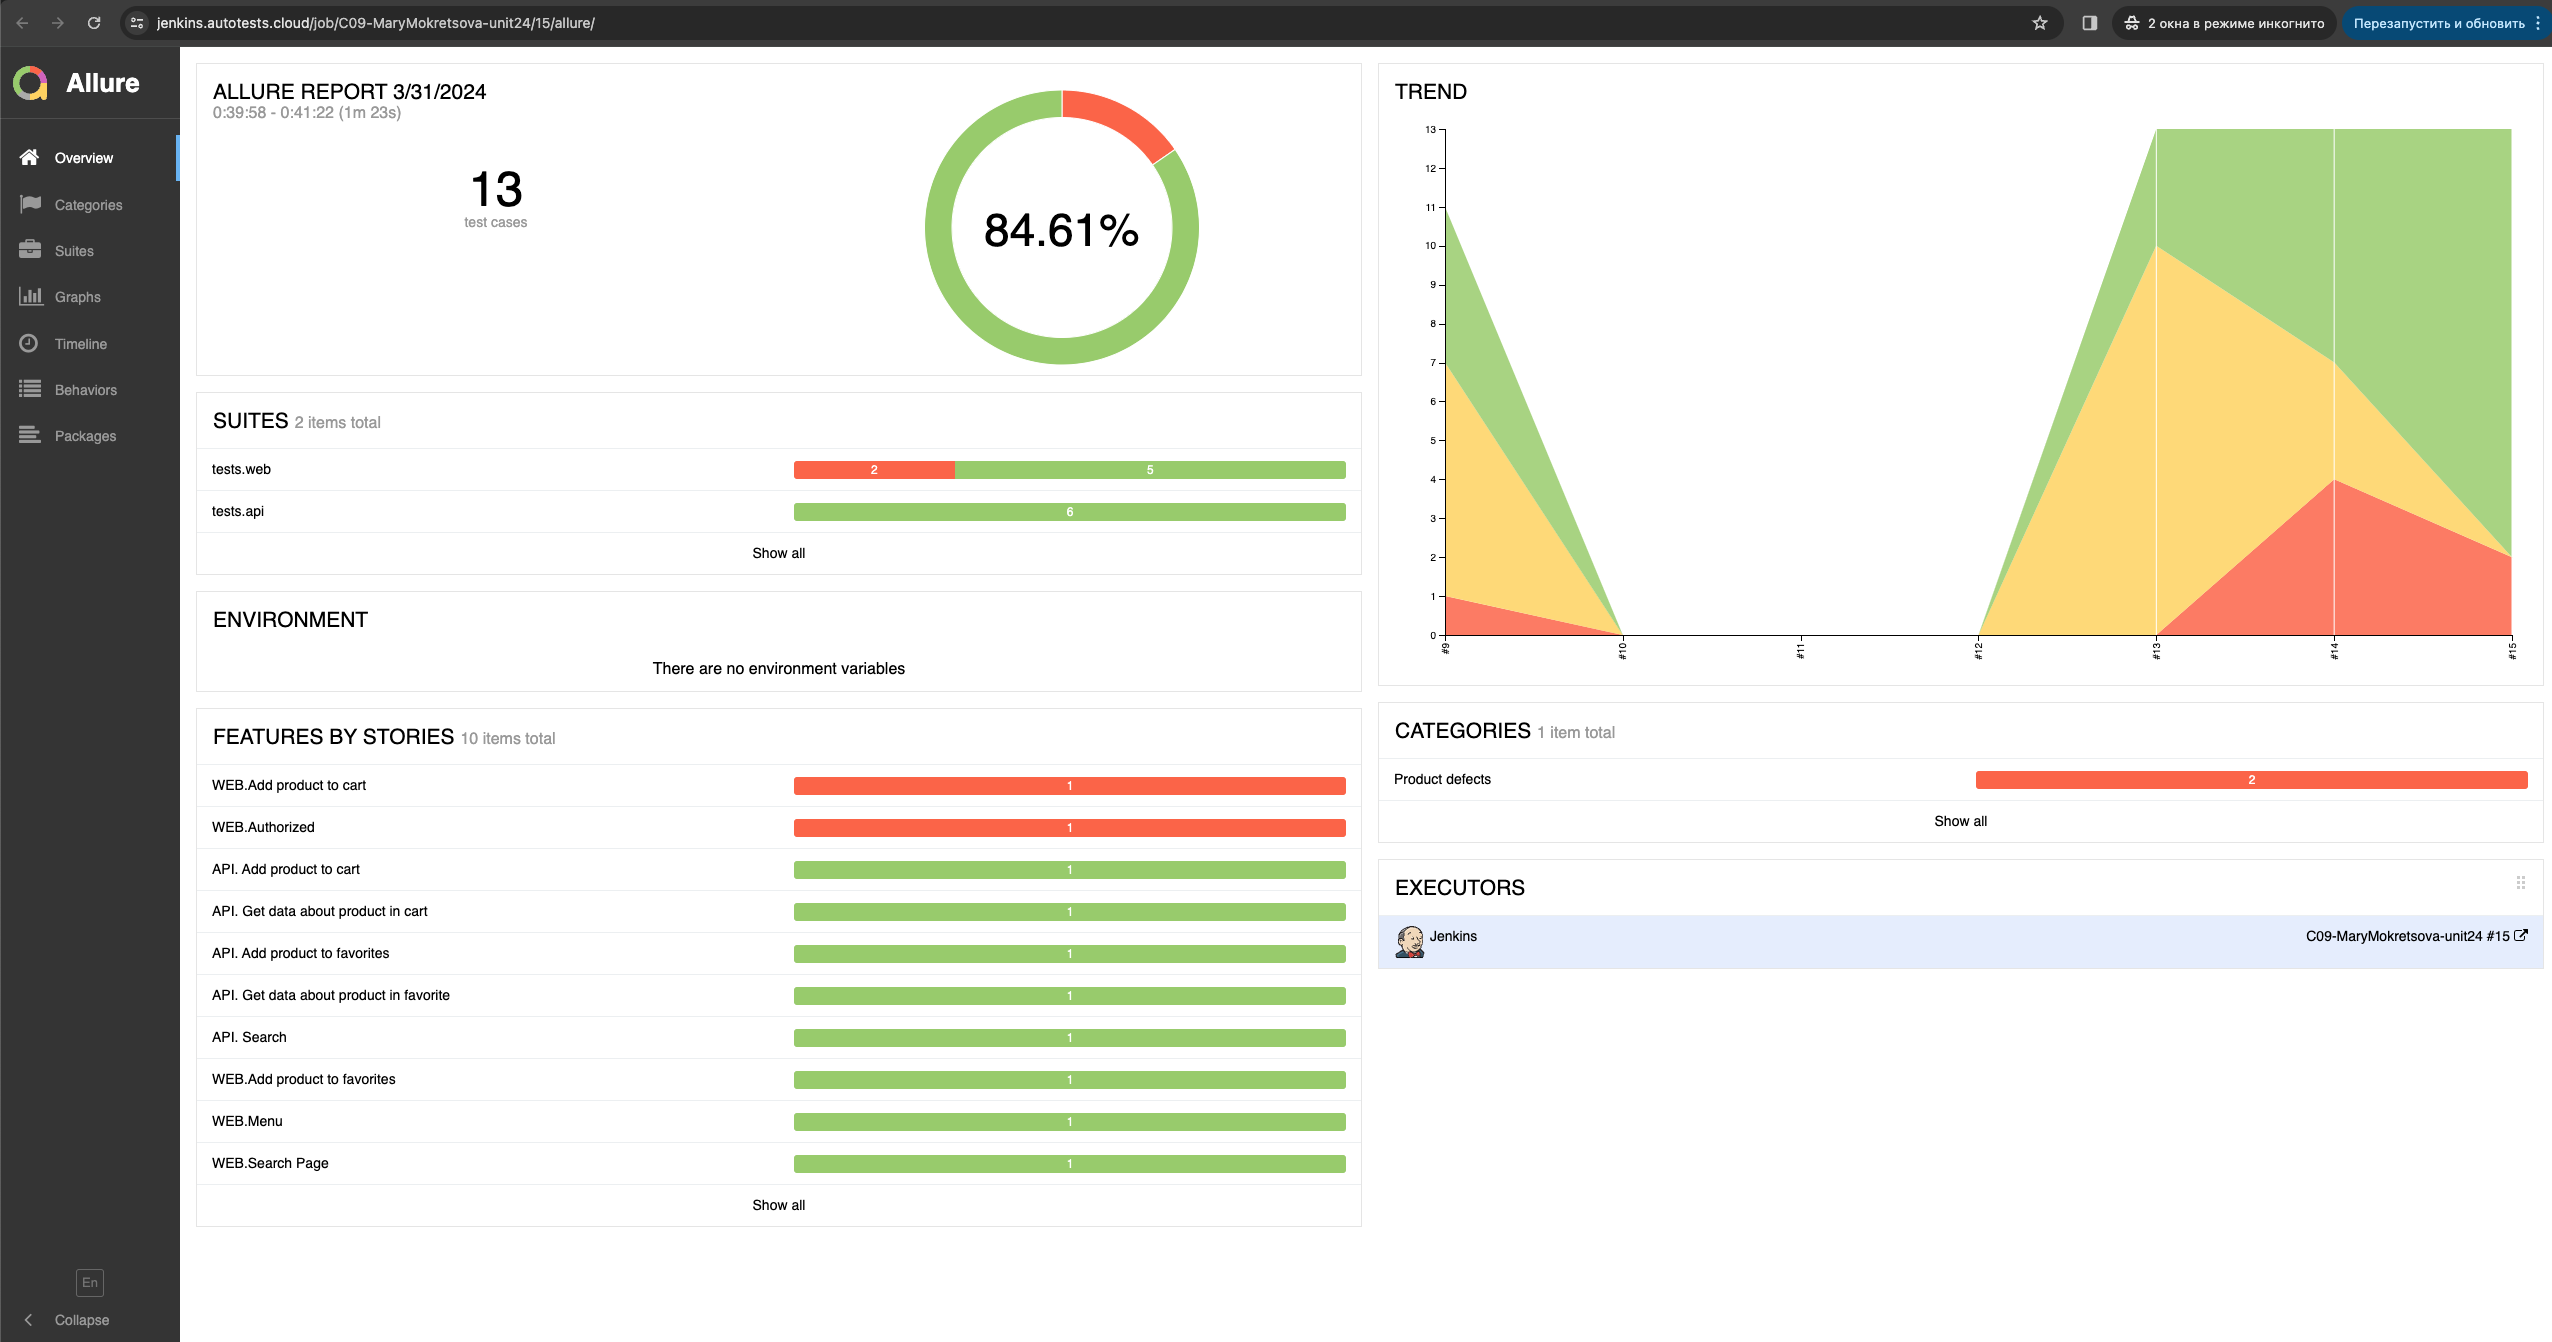 jenkins.autotests.cloud/job/C09-MaryMokretsova-unit24/15/allure/
2 окна в режиме инкогнито
Перезапустить и обновить
Allure
Overview
Categories
Suites
Graphs
Timeline
Behaviors
Packages
En
Collapse
ALLURE REPORT 3/31/2024
0:39:58 - 0:41:22 (1m 23s)
13
test cases
84.61%
SUITES 2 items total
tests.web
2
5
tests.api
6
Show all
ENVIRONMENT
There are no environment variables
FEATURES BY STORIES 10 items total
WEB.Add product to cart
1
WEB.Authorized
1
API. Add product to cart
1
API. Get data about product in cart
1
API. Add product to favorites
1
API. Get data about product in favorite
1
API. Search
1
WEB.Add product to favorites
1
WEB.Menu
1
WEB.Search Page
1
Show all
TREND
13
12
11
10
9
8
7
6
5
4
3
2
1
0
#9
#10
#11
#12
#13
#14
#15
CATEGORIES 1 item total
Product defects
2
Show all
EXECUTORS
Jenkins
C09-MaryMokretsova-unit24 #15